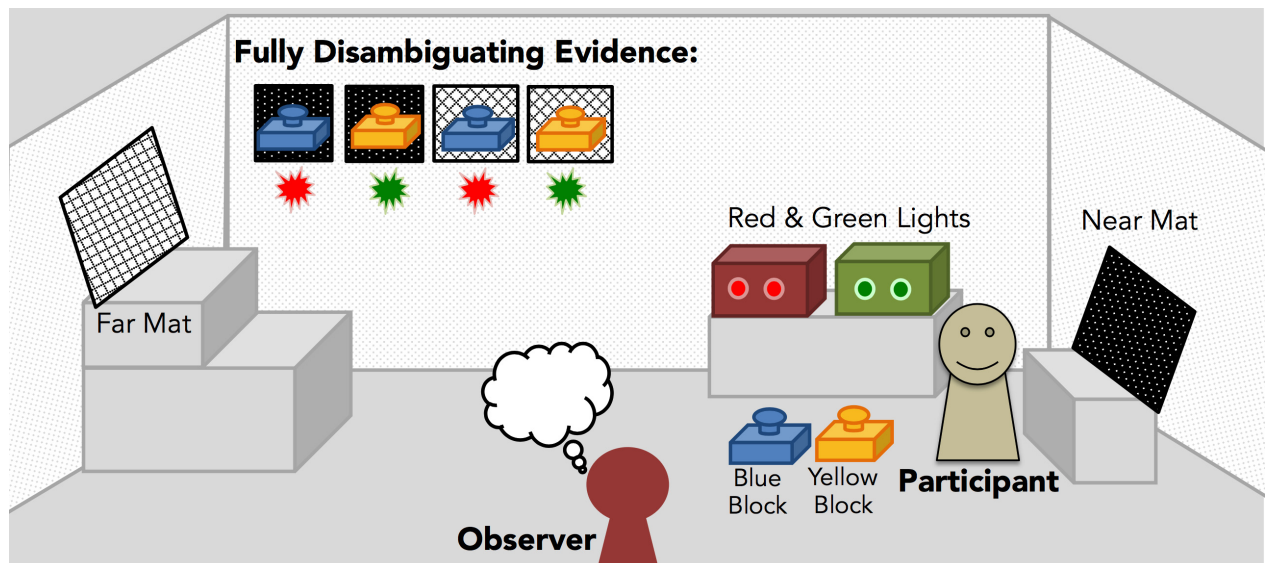 Fully Disambiguating Evidence:
Red & Green Lights
Near Mat
Far Mat
Blue
Block
Yellow
Block
Participant
Observer